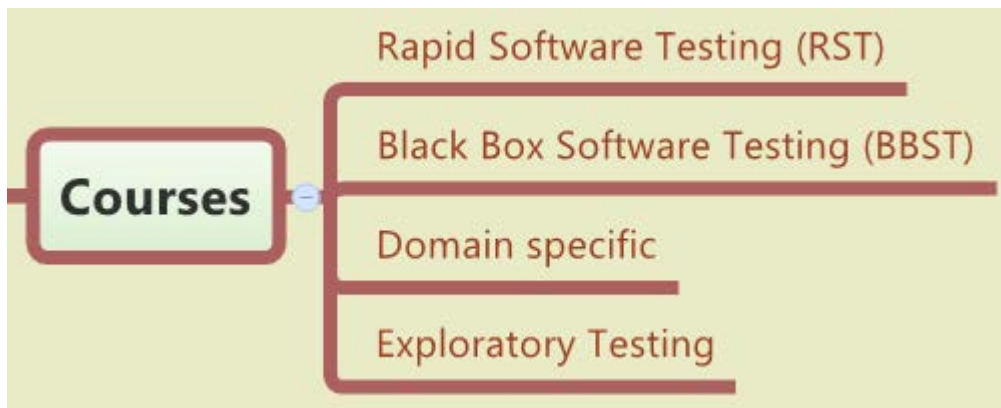 Rapid Software Testing (RST)
Black Box Software Testing (BBST)
Courses
Domain specific
Exploratory Testing